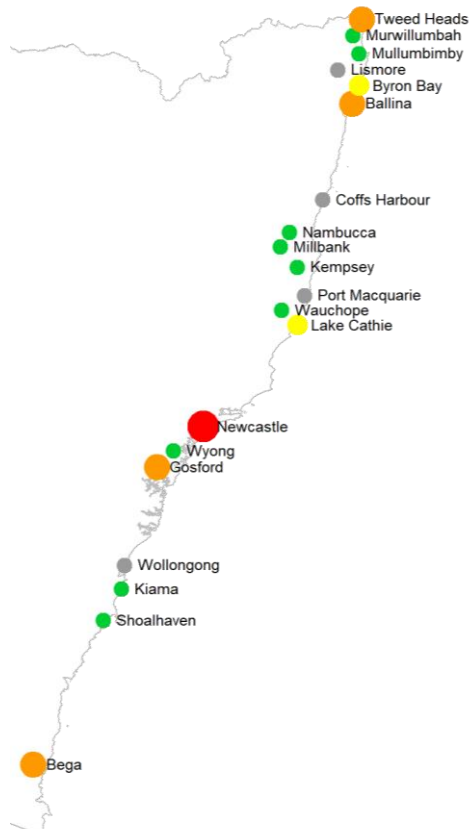 Tweed Heads
Murwillumbah
Mullumbimby
Lismore
Byron Bay
Ballina
Coffs Harbour
Nambucca
Millbank
Kempsey
Port Macquarie
Wauchope
Lake Cathie
Newcastle
Wyong
Gosford
Wollongong
Kiama
Shoalhaven
Bega